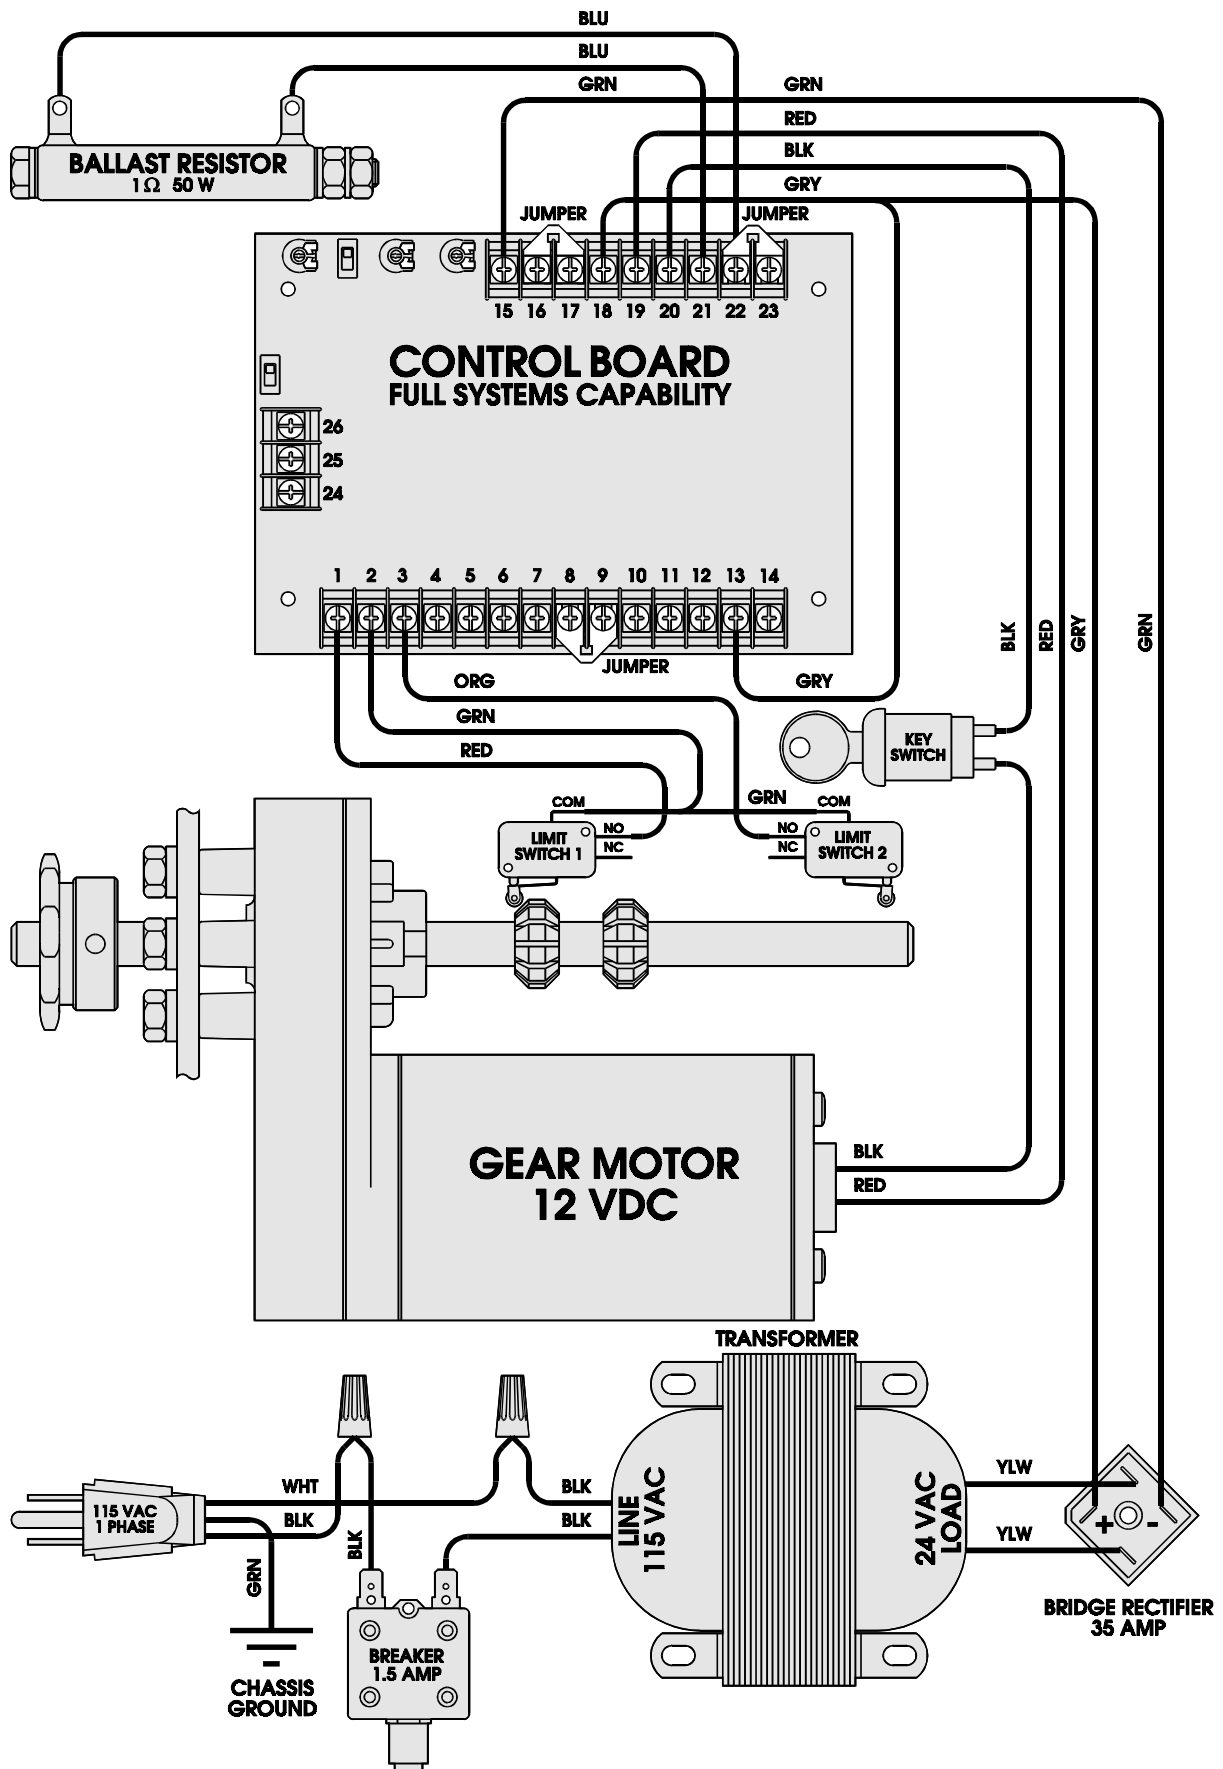 BLU
BLU
GRN GRN
RED
BLK
GRY
BALLAST RESISTOR
1Ω 50 W
JUMPER JUMPER
15 16 17 18 19 20 21 22 23
CONTROL BOARD
FULL SYSTEMS CAPABILITY
26
25
24
1 2 3 4 5 6 7 8 9 10 11 12 13 14
JUMPER
BLK
RED
GRY
GRN
ORG
GRY
GRN
RED
KEY
SWITCH
COM
GRN
COM
NO
NC
LIMIT
SWITCH 1
NO
NC
LIMIT
SWITCH 2
GEAR MOTOR
12 VDC
BLK
RED
TRANSFORMER
LINE
115 VAC
24 VAC
LOAD
YLW
YLW
+ -
BRIDGE RECTIFIER
35 AMP
115 VAC
1 PHASE
WHT
BLK
BLK
BLK
BLK
GRN
CHASSIS
GROUND
BREAKER
1.5 AMP